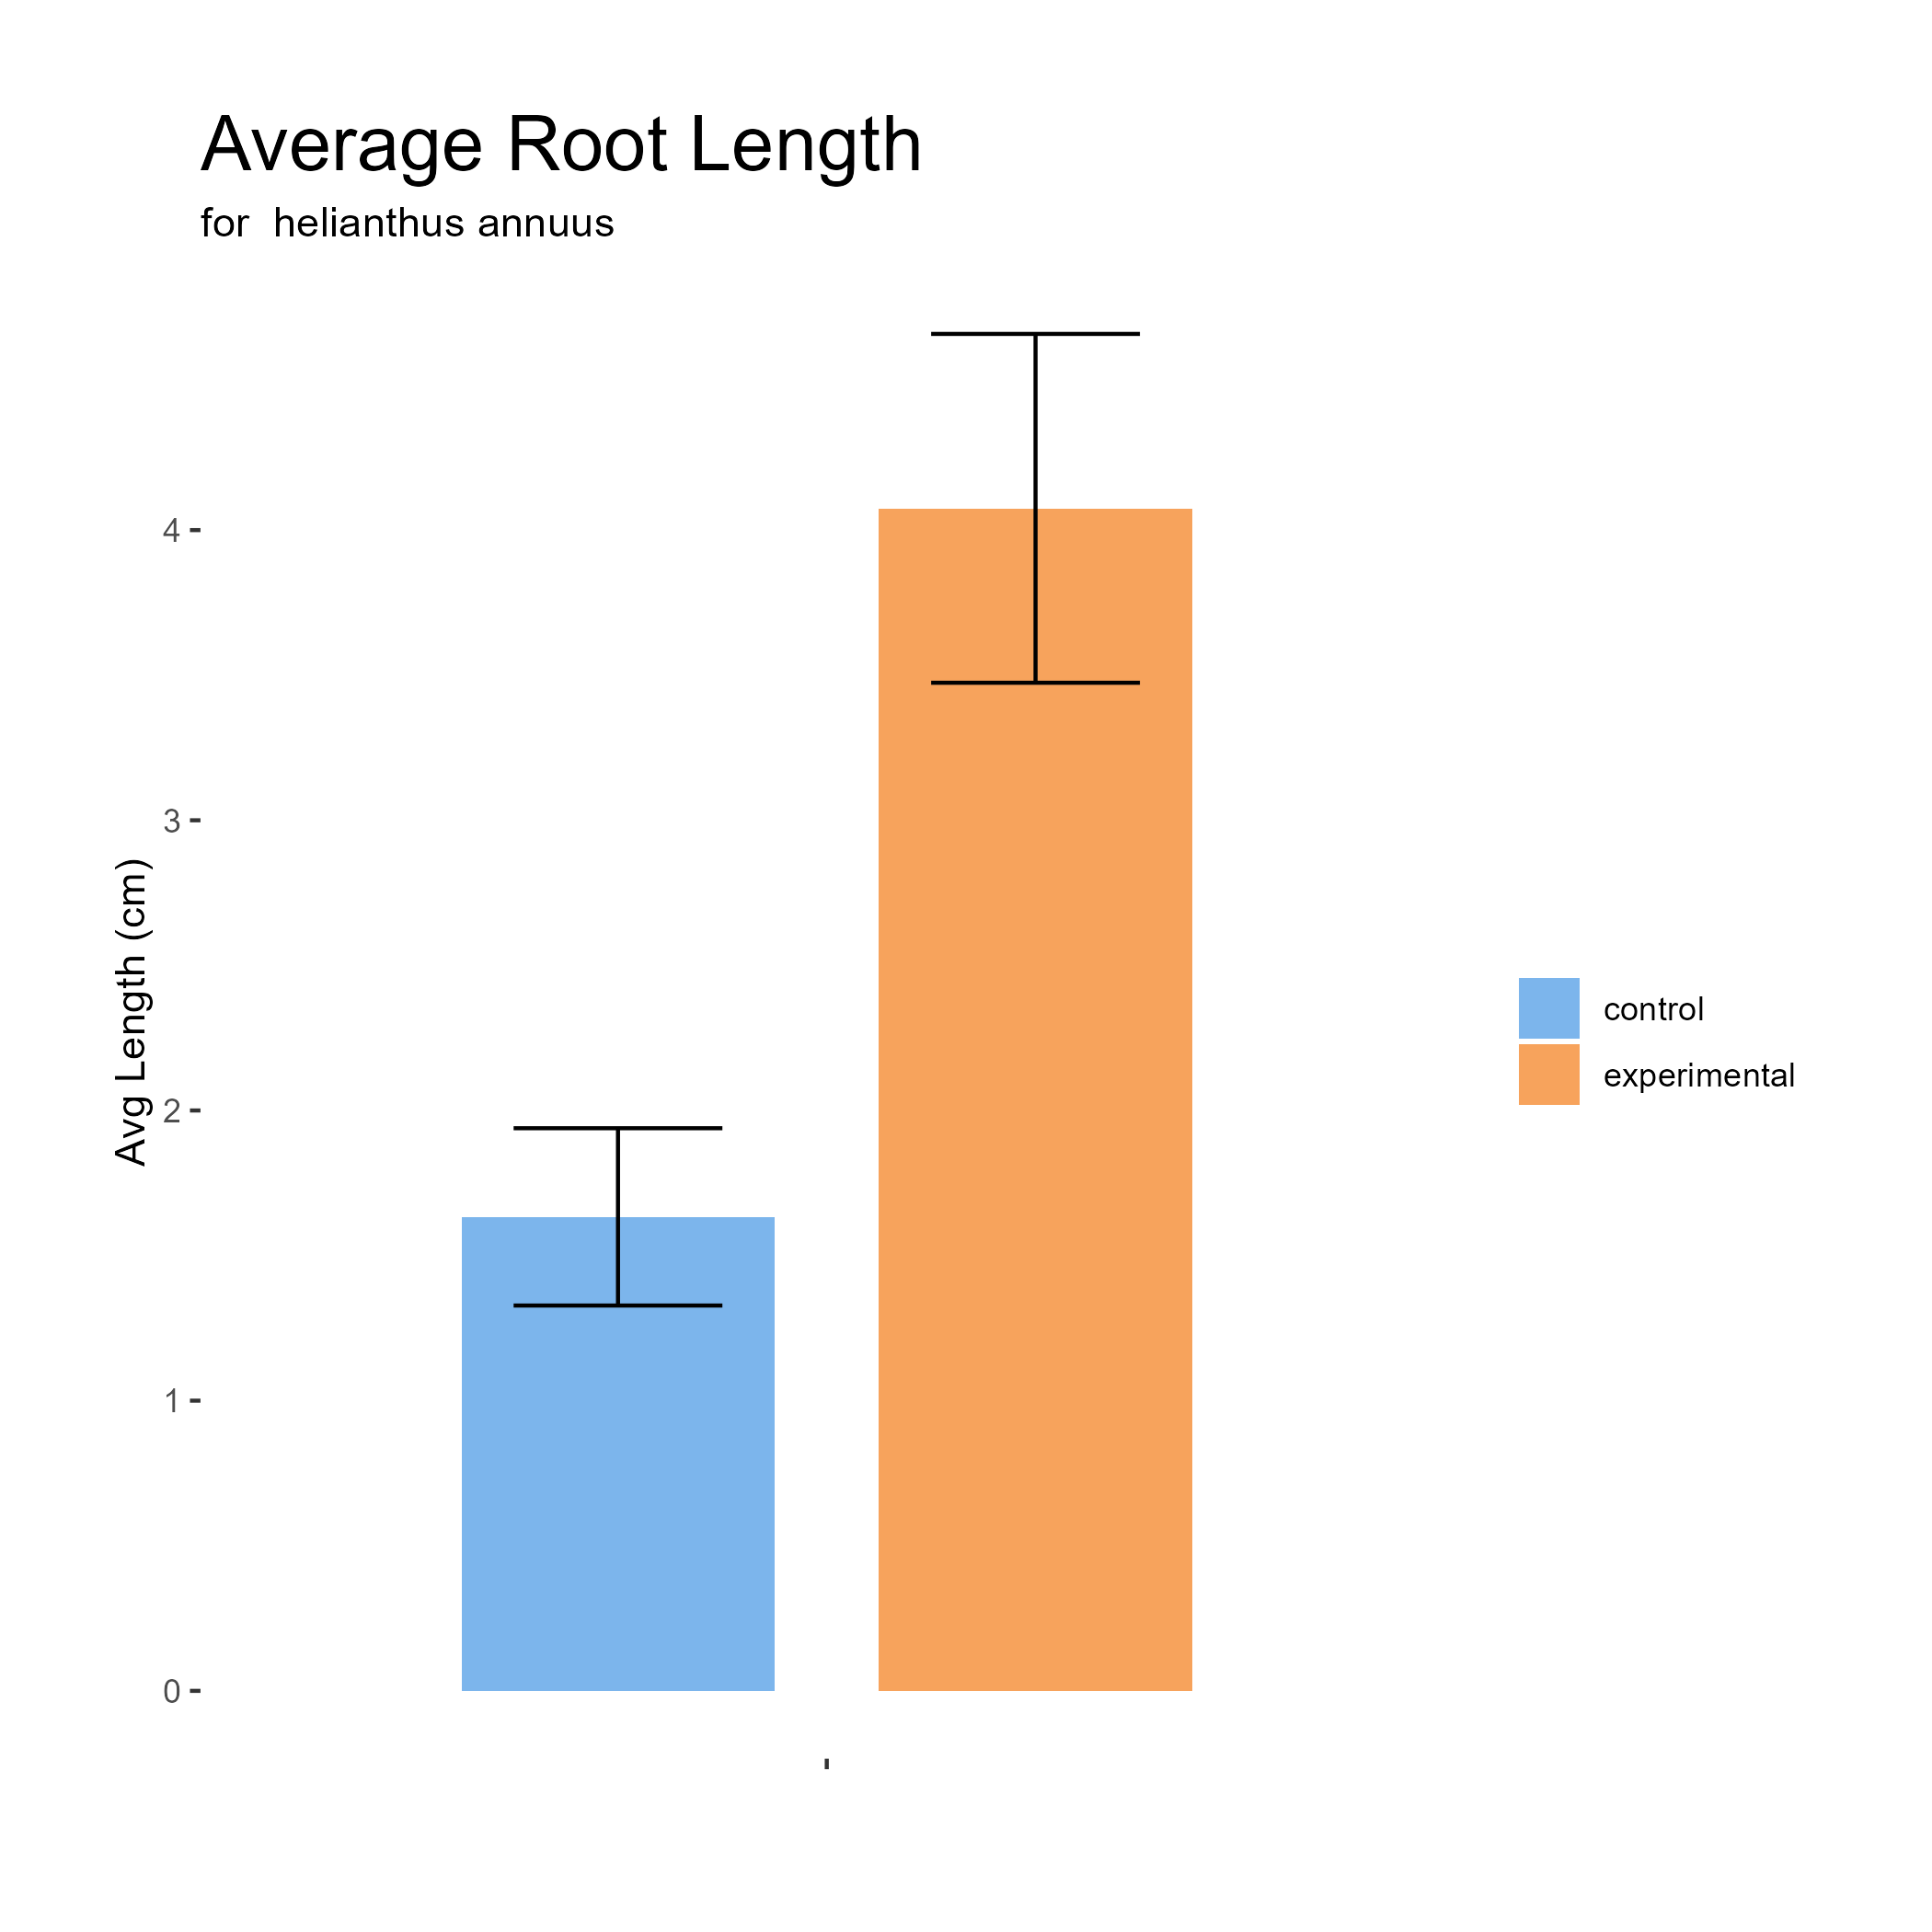 Average Root Length
for  helianthus annuus
Avg Length (cm)
4
3
2
1
0
control
experimental